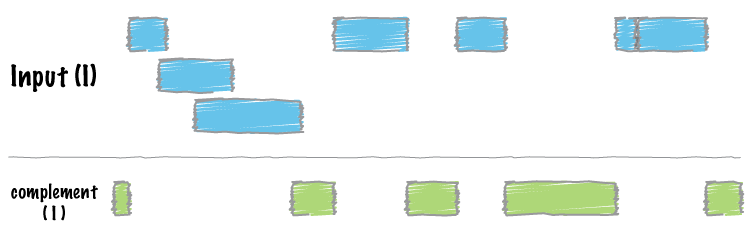 Input (I)
complement
( I )